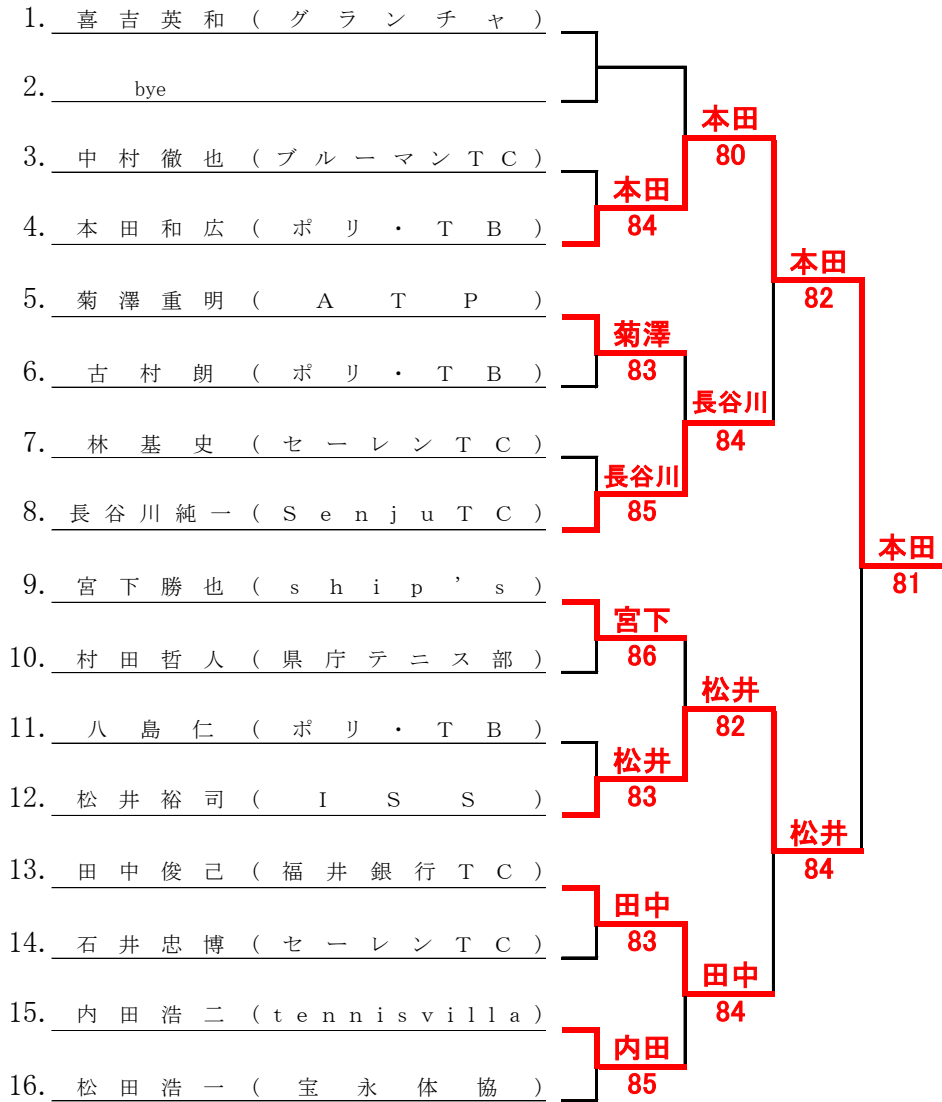 1. 喜吉英和(グランチャ)
2. bye
本田
80
3. 中村徹也(ブルーマンTC)
本田
84
4. 本田和広(ポリ・TB)
本田
82
5. 菊澤重明(ATP)
菊澤
83
6. 古村朗(ポリ・TB)
長谷川
84
7. 林基史(セーレンTC)
長谷川
85
8. 長谷川純一(SenjuTC)
本田
81
9. 宮下勝也(ship's)
宮下
86
10. 村田哲人(県庁テニス部)
松井
82
11. 八島仁(ポリ・TB)
松井
83
12. 松井裕司(ISS)
松井
84
13. 田中俊己(福井銀行TC)
田中
83
14. 石井忠博(セーレンTC)
田中
84
15. 内田浩二(tennisvilla)
内田
85
16. 松田浩一(宝永体協)